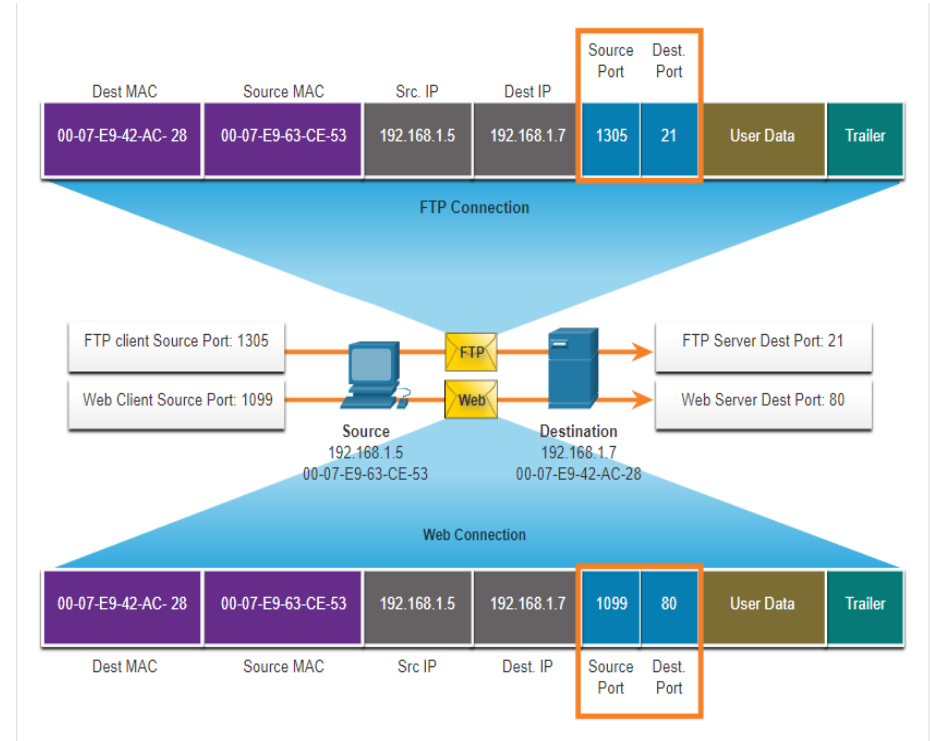 Source Dest.
Port Port
Dest MAC Source MAC Src. IP Dest IP
00-07-E9-42-AC- 28 00-07-E9-63-CE-53 192.168.1.5 192.168.1.7 1305 21 User Data Trailer
FTP Connection
FTP client Source Port: 1305 FTP FTP Server Dest Port: 21
Web Client Source Port: 1099 Web Web Server Dest Port: 80
Source Destination
192.168.1.5 192.168.1.7
00-07-E9-63-CE-53 00-07-E9-42-AC-28
Web Connection
00-07-E9-42-AC- 28 00-07-E9-63-CE-53 192.168.1.5 192.168.1.7 1099 80 User Data Trailer
Dest MAC Source MAC Src IP Dest. IP Source Dest.
Port Port